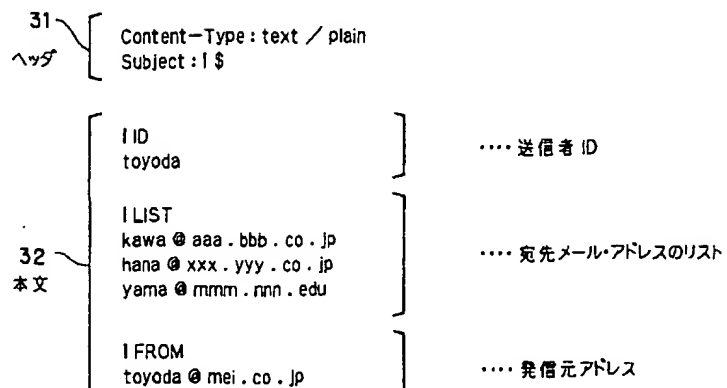 31
ヘッダ
Content-Type : text / plain
Subject : ! $
! ID
toyoda
‥‥ 送信者 ID
! LIST
kawa @ aaa . bbb . co . jp
hana @ xxx . yyy . co . jp
yama @ mmm . nnn . edu
‥‥ 宛先メール・アドレスのリスト
32
本文
! FROM
toyoda @ mei . co . jp
‥‥ 発信元アドレス